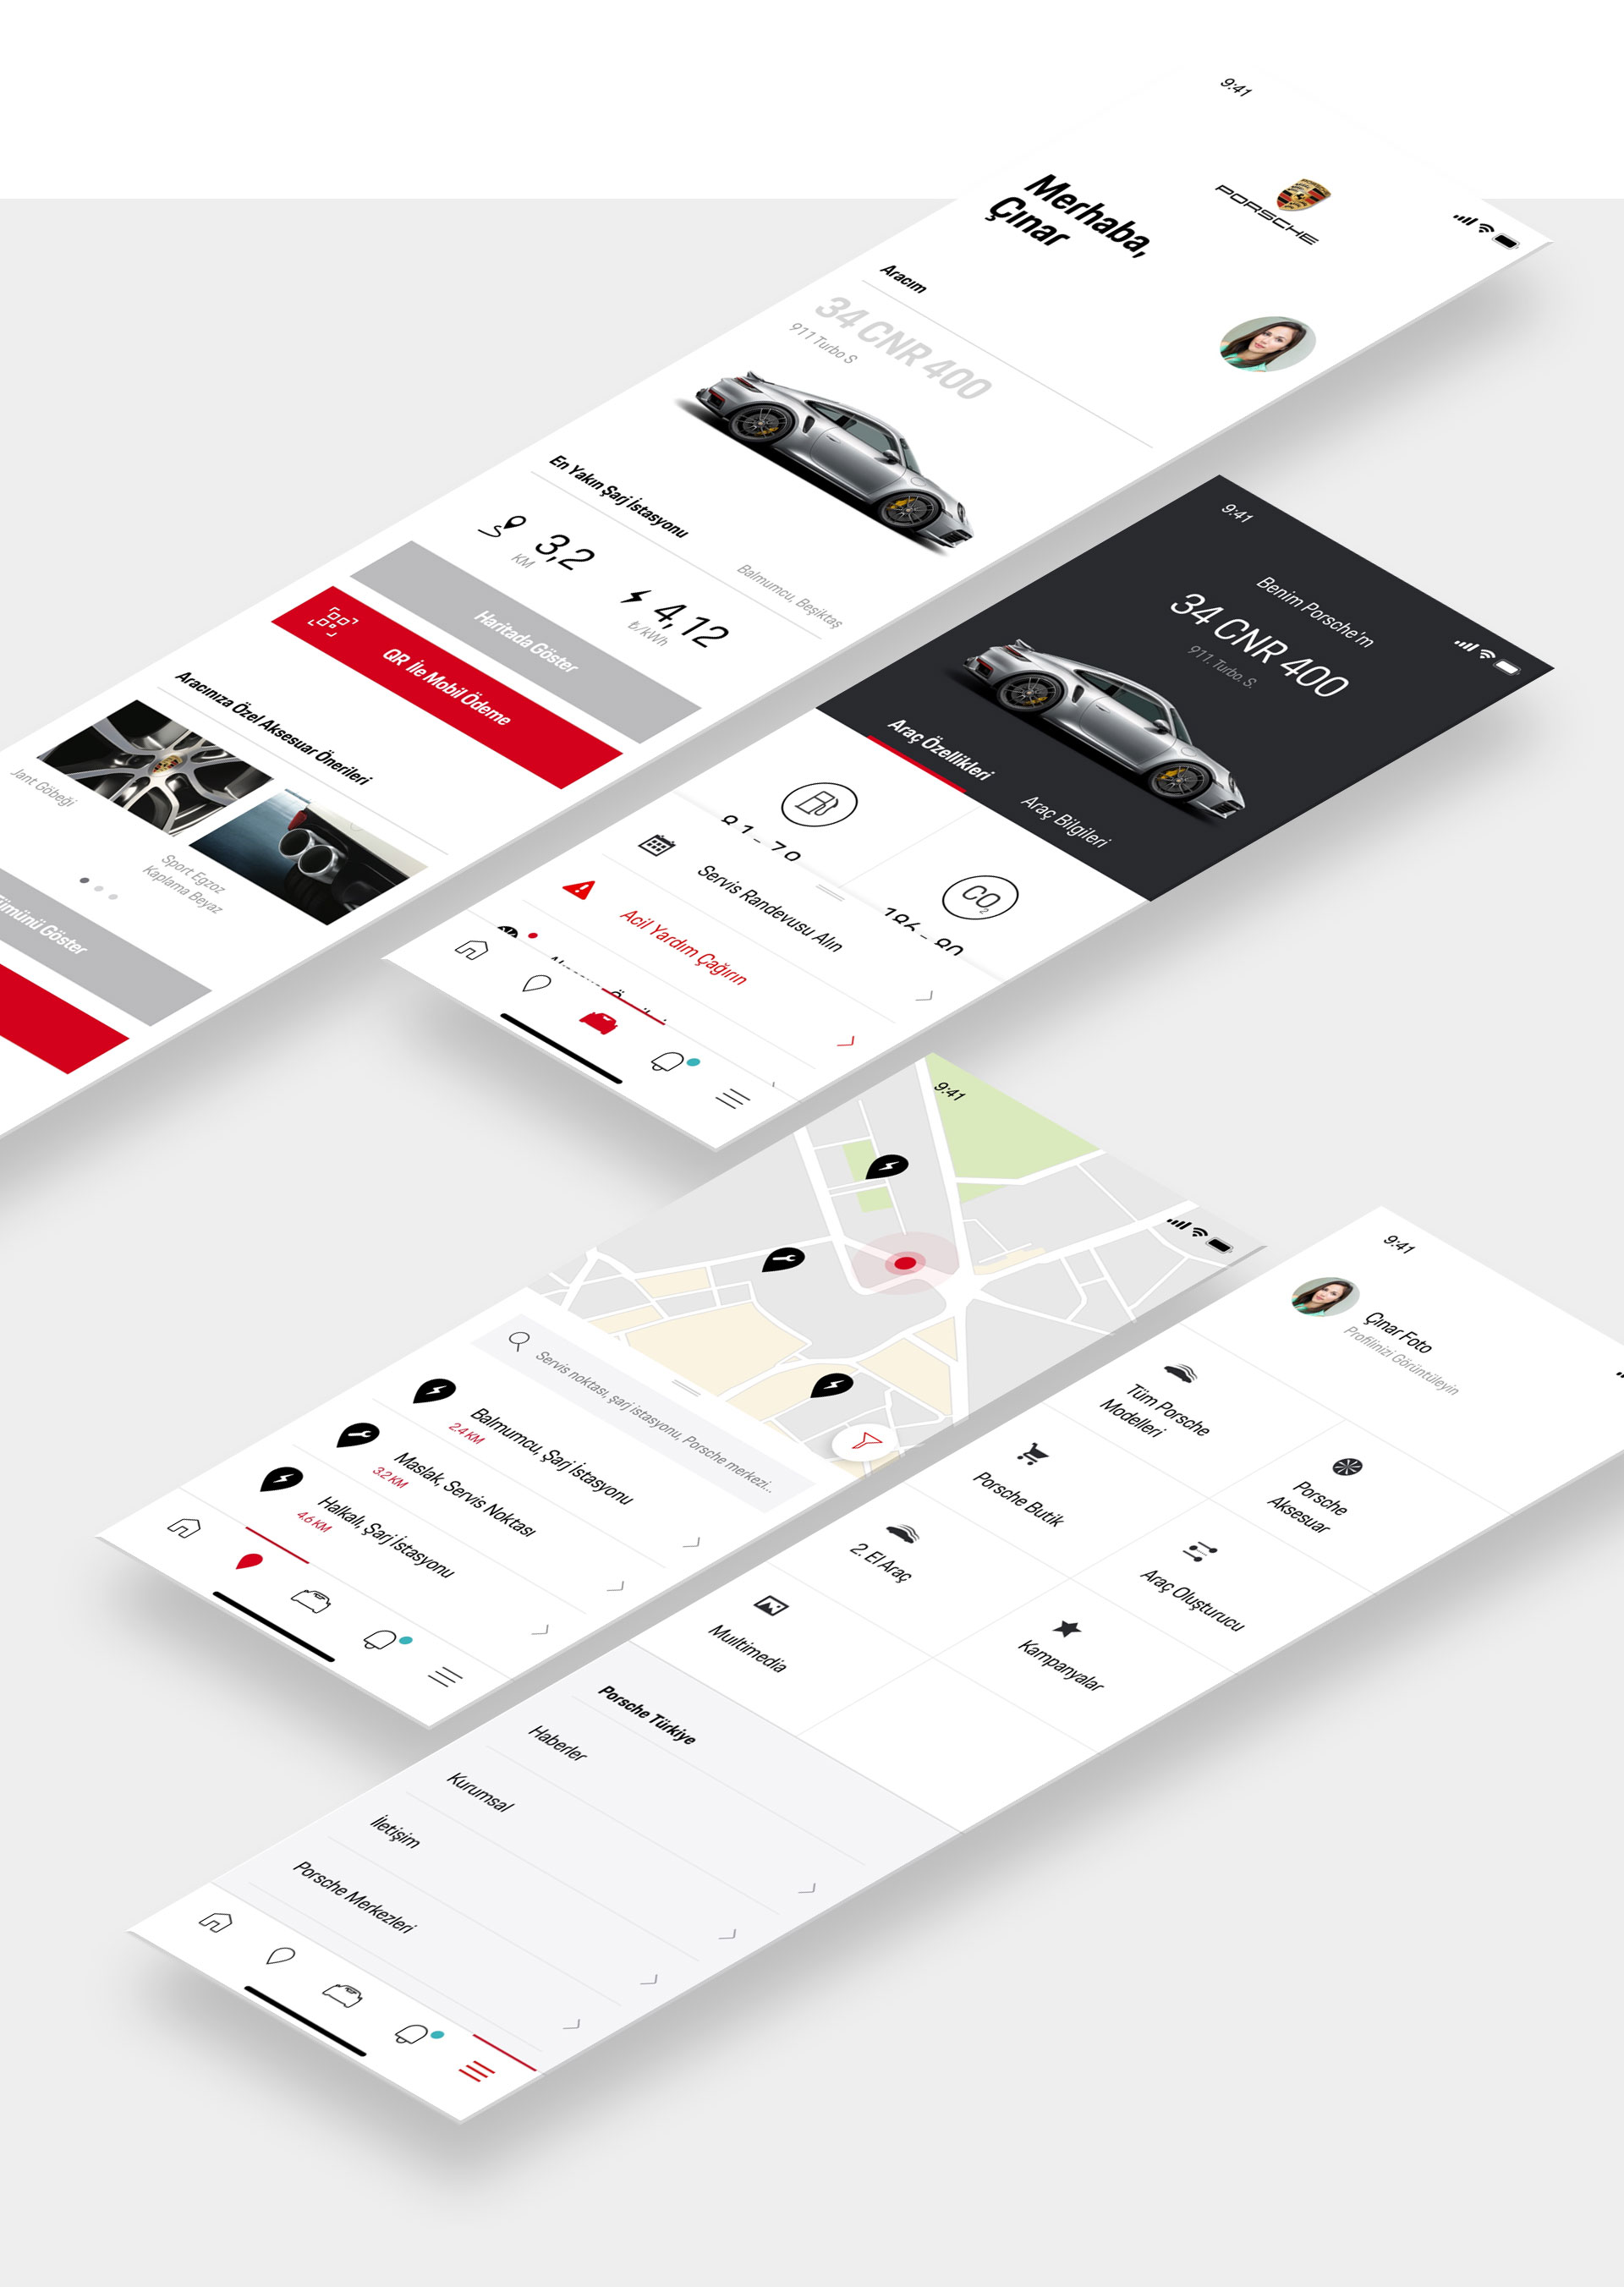 9:41
PORSCHE
Merhaba,
Çınar
Aracım
34 CNR 400
911 Turbo S
En Yakın Şarj İstasyonu
Balmumcu, Beşiktaş
3,2
KM
4,12
₺/kWh
Haritada Göster
QR İle Mobil Ödeme
Aracınıza Özel Aksesuar Önerileri
Jant Göbeği
Sport Egzoz
Kaplama Beyaz
Göster
9:41
Benim Porsche'm
34 CNR 400
911. Turbo. S.
Araç Özellikleri
Araç Bilgileri
CO2
Servis Randevusu Alın
Acil Yardım Çağırın
9:41
Servis noktası, şarj istasyonu, Porsche merkezi...
Balmumcu, Şarj İstasyonu
2.4 KM
Maslak, Servis Noktası
3.2 KM
Halkalı, Şarj İstasyonu
4.6 KM
9:41
Çınar Foto
Profilinizi Görüntüleyin
Tüm Porsche
Modelleri
Porsche
Aksesuar
Porsche Butik
Araç Oluşturucu
2. El Araç
Kampanyalar
Muiltimedia
Porsche Türkiye
Haberler
Kurumsal
İletişim
Porsche Merkezleri